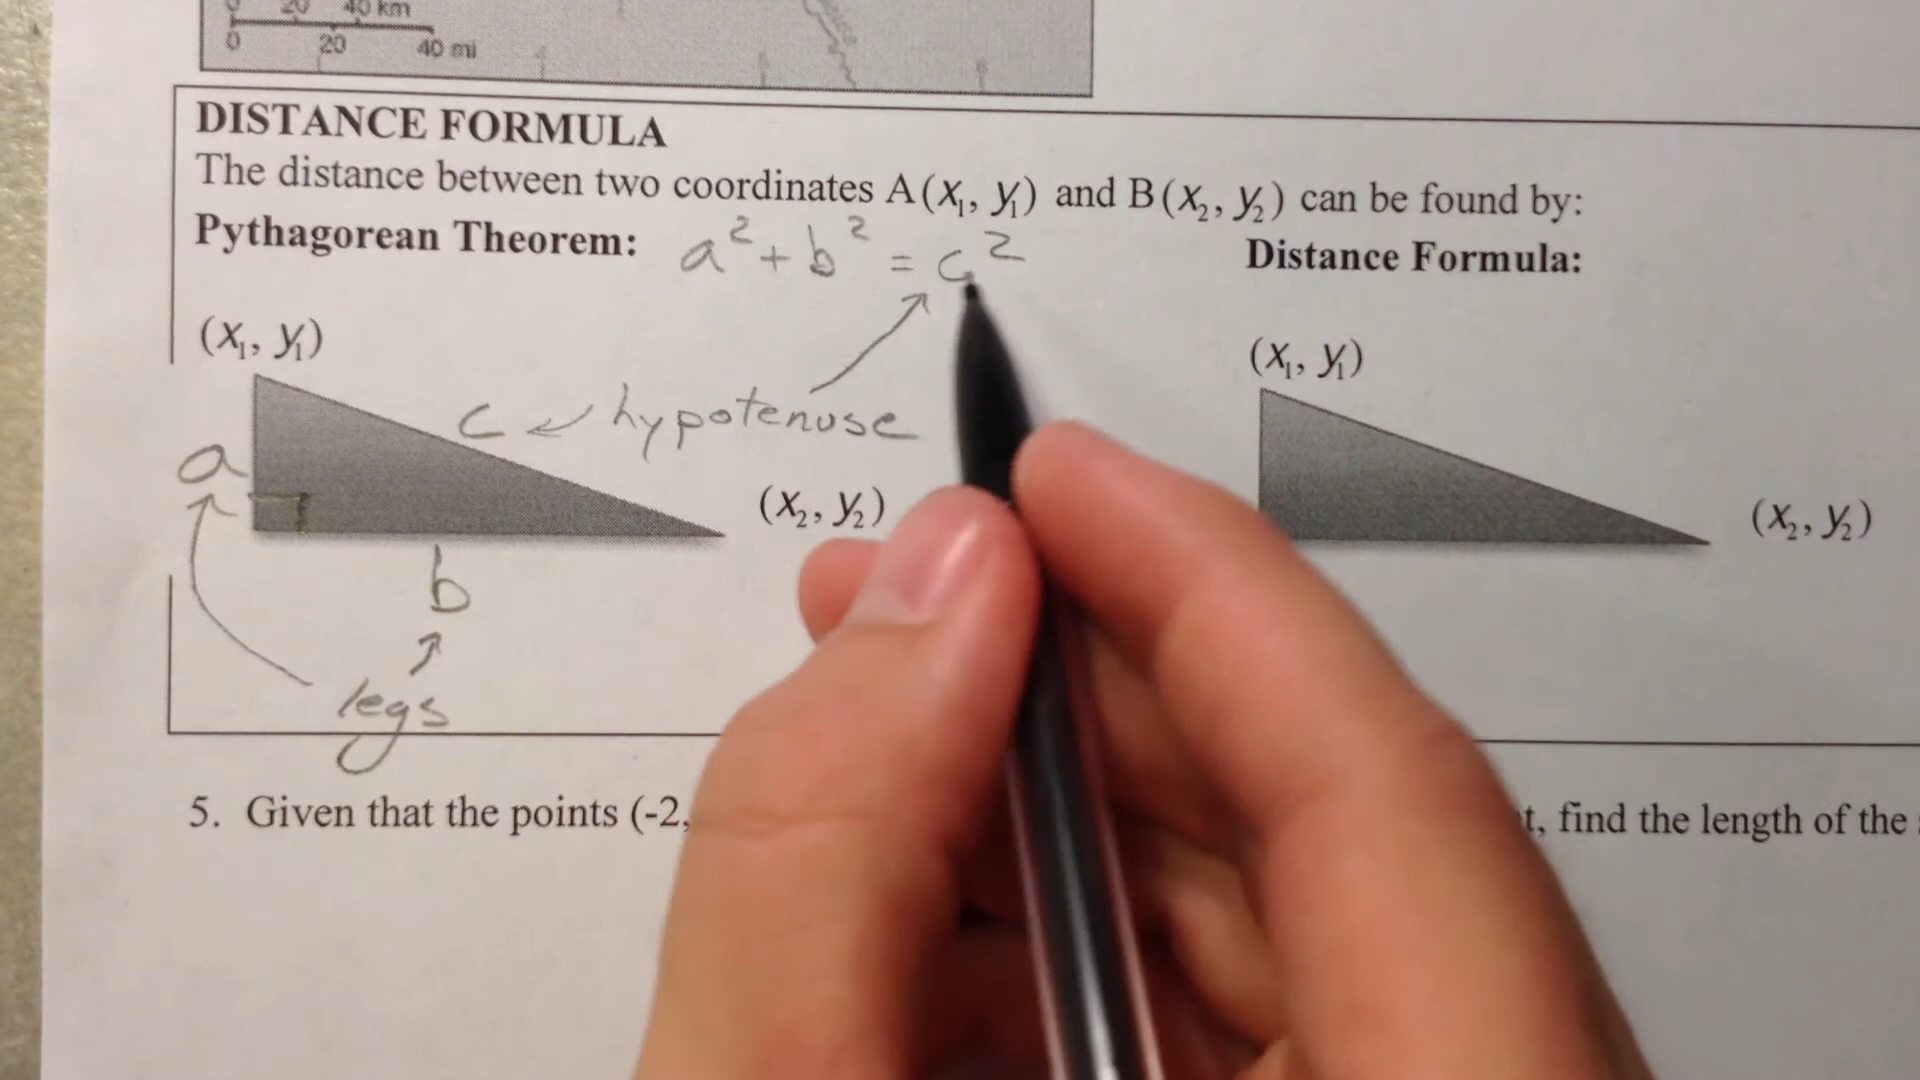 0 20 40 km
0 20 40 mi
DISTANCE FORMULA
The distance between two coordinates A(x₁, y₁) and B(x₂, y₂) can be found by:
Pythagorean Theorem: a² + b² = c²
Distance Formula:
(x₁, y₁)
(x₁, y₁)
c ← hypotenuse
a
(x₂, y₂)
(x₂, y₂)
b
legs
5. Given that the points (-2,
, find the length of the